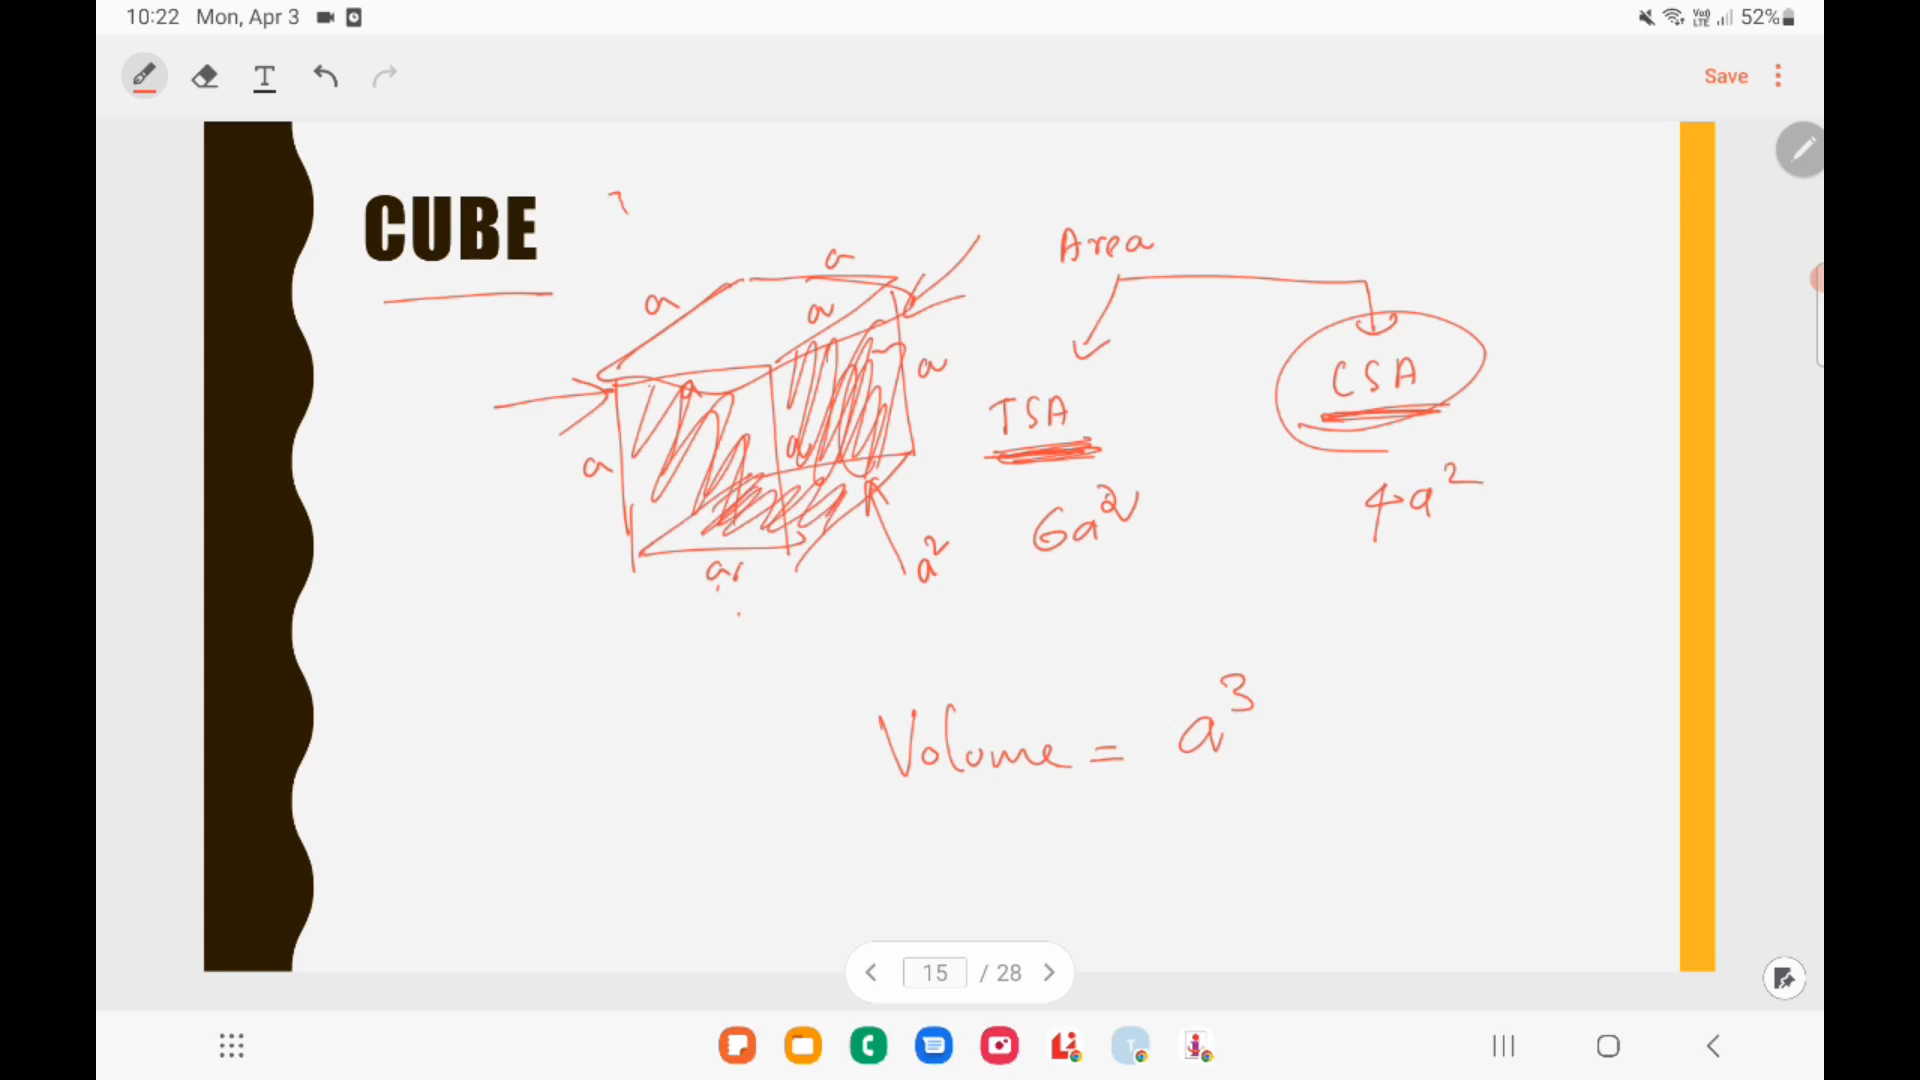 10:22 Mon, Apr 3
52%
T
Save
CUBE
Area
a
a
a
a
a
a
a
a
TSA
CSA
6a²
4a²
a²
Volume = a³
15 / 28